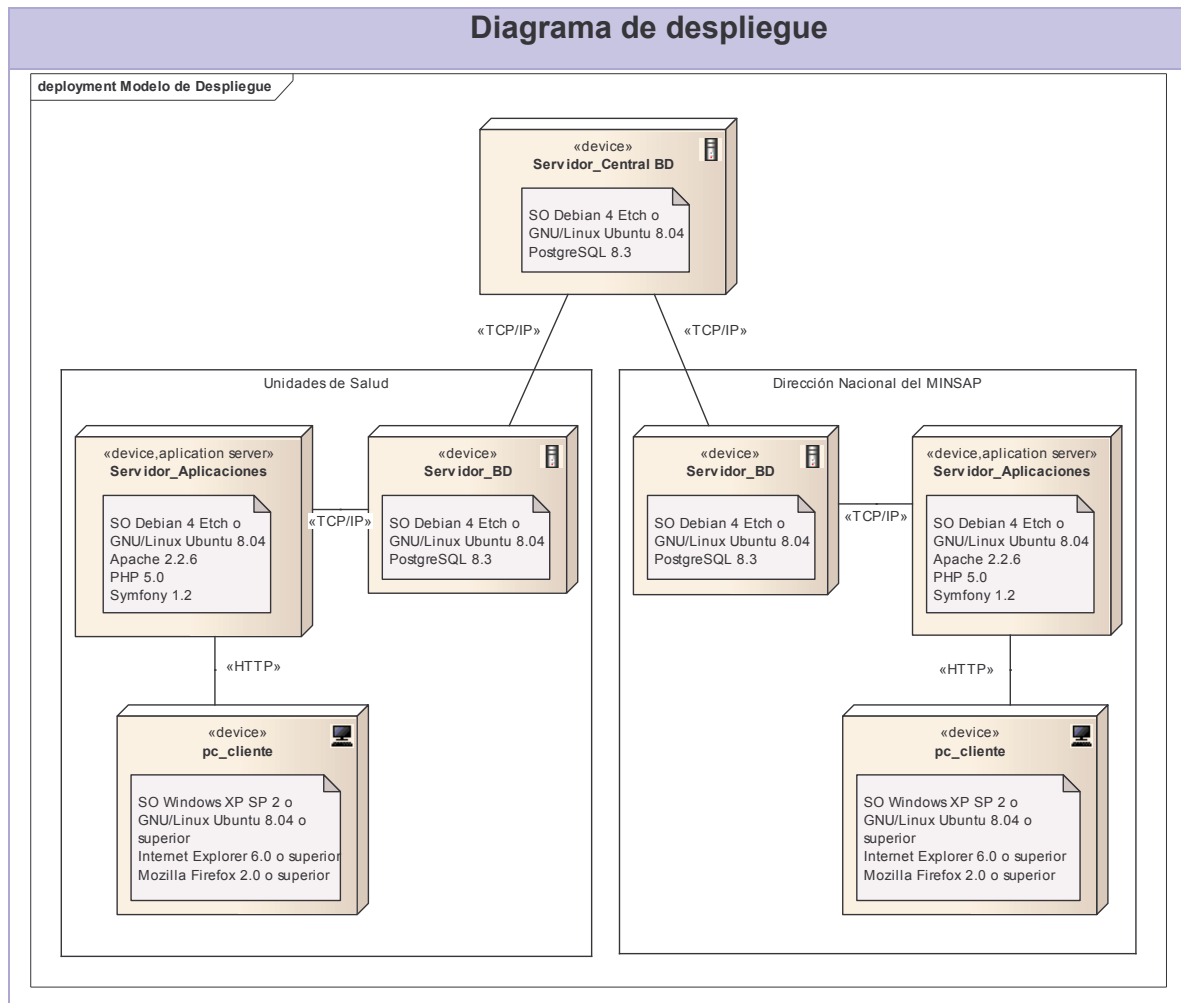 Diagrama de despliegue
deployment Modelo de Despliegue
«device»
Servidor_Central BD
SO Debian 4 Etch o
GNU/Linux Ubuntu 8.04
PostgreSQL 8.3
«TCP/IP»
«TCP/IP»
Unidades de Salud
«device,aplication server»
Servidor_Aplicaciones
SO Debian 4 Etch o
GNU/Linux Ubuntu 8.04
Apache 2.2.6
PHP 5.0
Symfony 1.2
«TCP/IP»
«device»
Servidor_BD
SO Debian 4 Etch o
GNU/Linux Ubuntu 8.04
PostgreSQL 8.3
«HTTP»
«device»
pc_cliente
SO Windows XP SP 2 o
GNU/Linux Ubuntu 8.04 o
superior
Internet Explorer 6.0 o superior
Mozilla Firefox 2.0 o superior
Dirección Nacional del MINSAP
«device»
Servidor_BD
SO Debian 4 Etch o
GNU/Linux Ubuntu 8.04
PostgreSQL 8.3
«TCP/IP»
«device,aplication server»
Servidor_Aplicaciones
SO Debian 4 Etch o
GNU/Linux Ubuntu 8.04
Apache 2.2.6
PHP 5.0
Symfony 1.2
«HTTP»
«device»
pc_cliente
SO Windows XP SP 2 o
GNU/Linux Ubuntu 8.04 o
superior
Internet Explorer 6.0 o superior
Mozilla Firefox 2.0 o superior